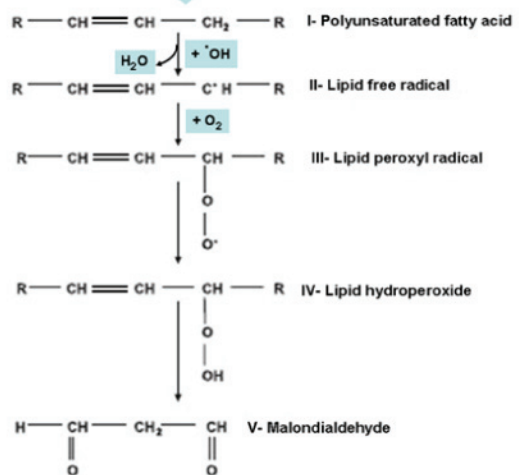 R — CH = CH — CH₂ — R I- Polyunsaturated fatty acid
H₂O + ˙OH
R — CH = CH — C˙ H — R II- Lipid free radical
+ O₂
R — CH = CH — CH — R III- Lipid peroxyl radical
O
O˙
R — CH = CH — CH — R IV- Lipid hydroperoxide
O
OH
H — CH — CH₂ — CH V- Malondialdehyde
O O